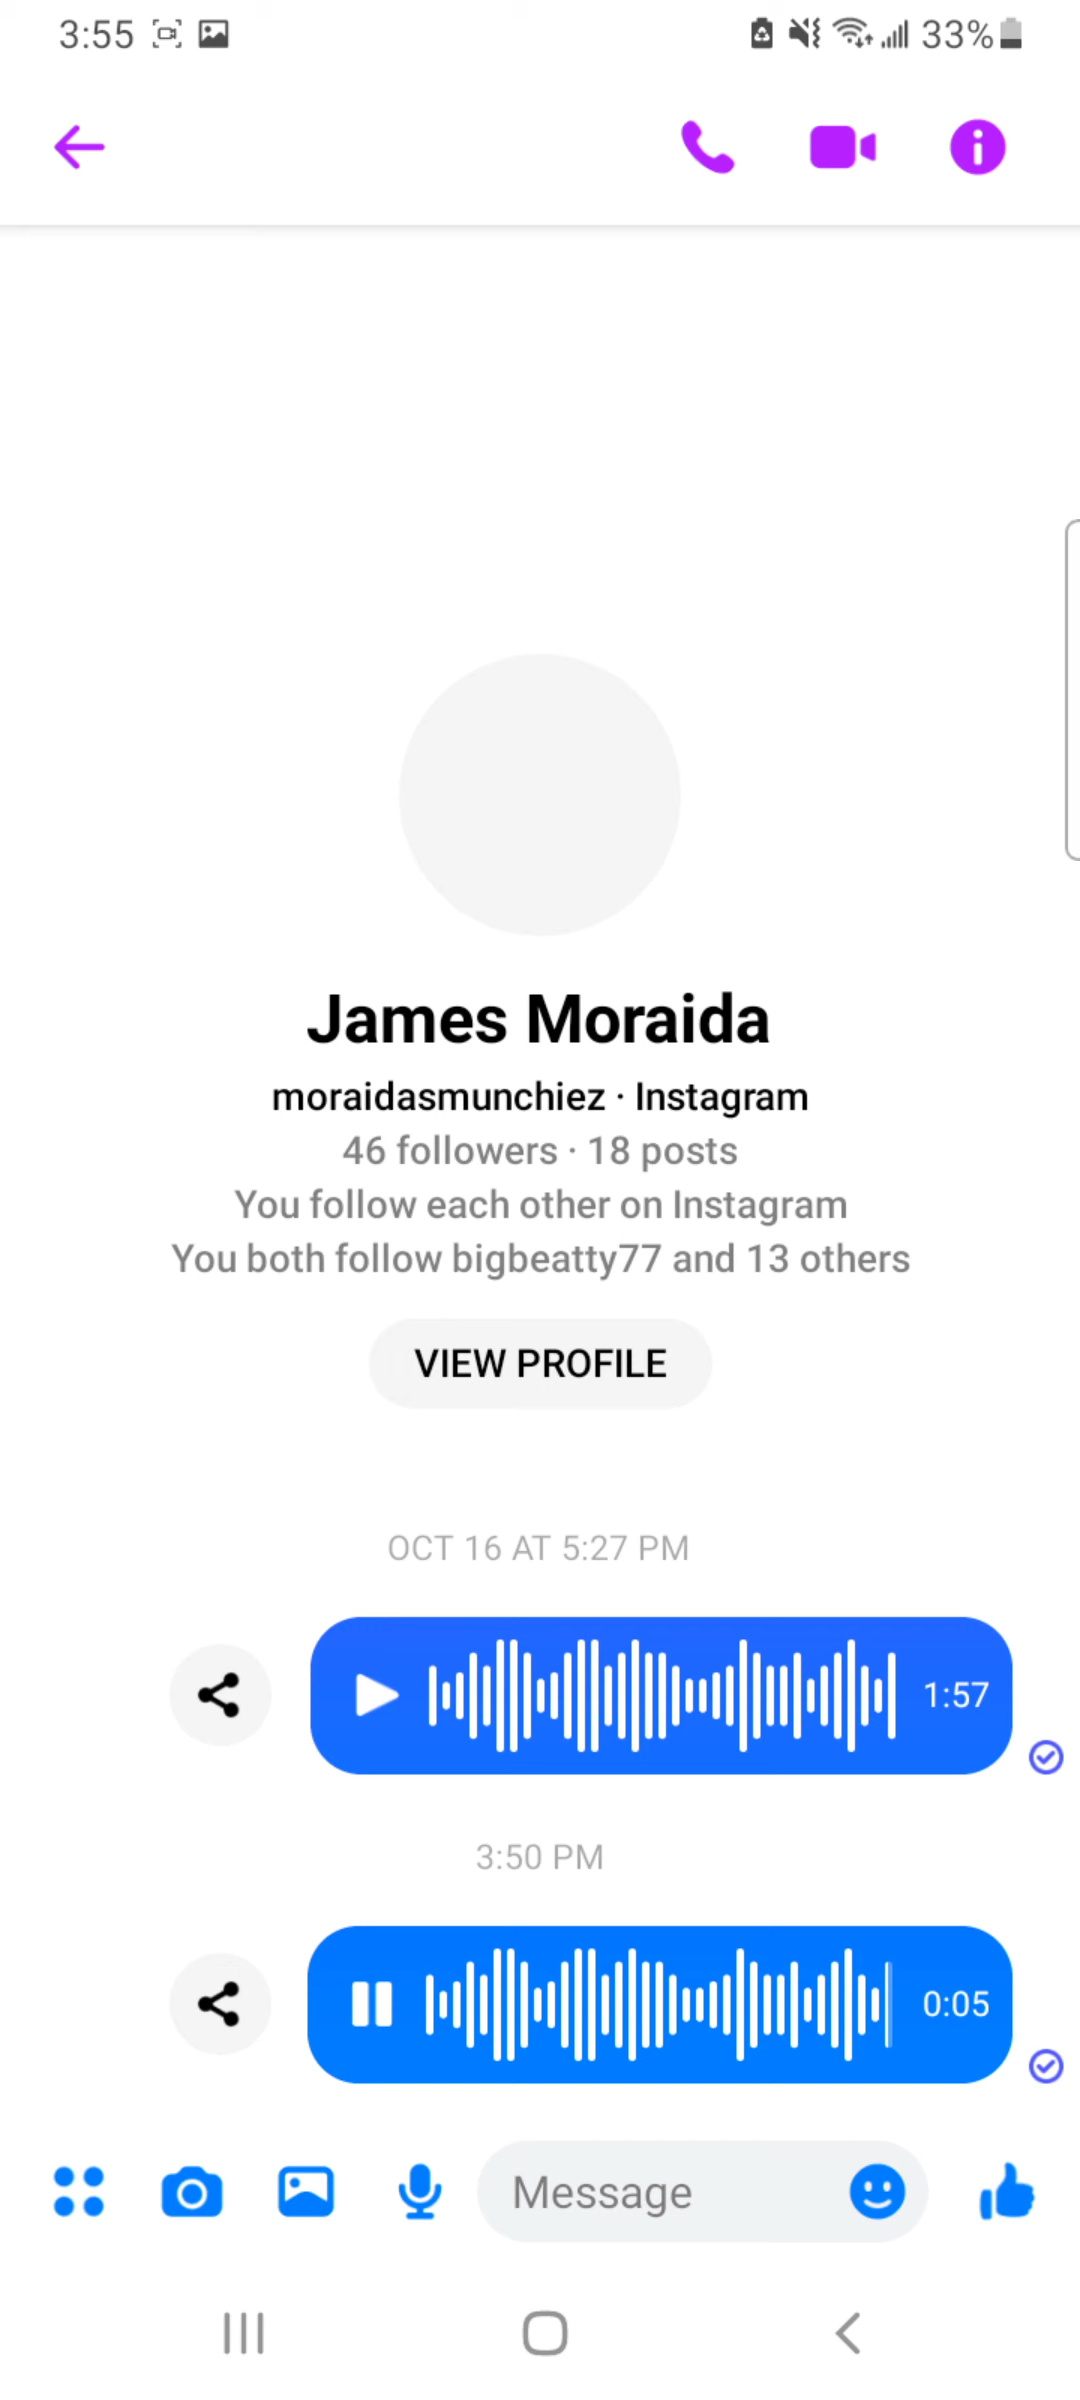 3:55
33%
James Moraida
moraidasmunchiez · Instagram
46 followers · 18 posts
You follow each other on Instagram
You both follow bigbeatty77 and 13 others
VIEW PROFILE
OCT 16 AT 5:27 PM
1:57
3:50 PM
0:05
Message